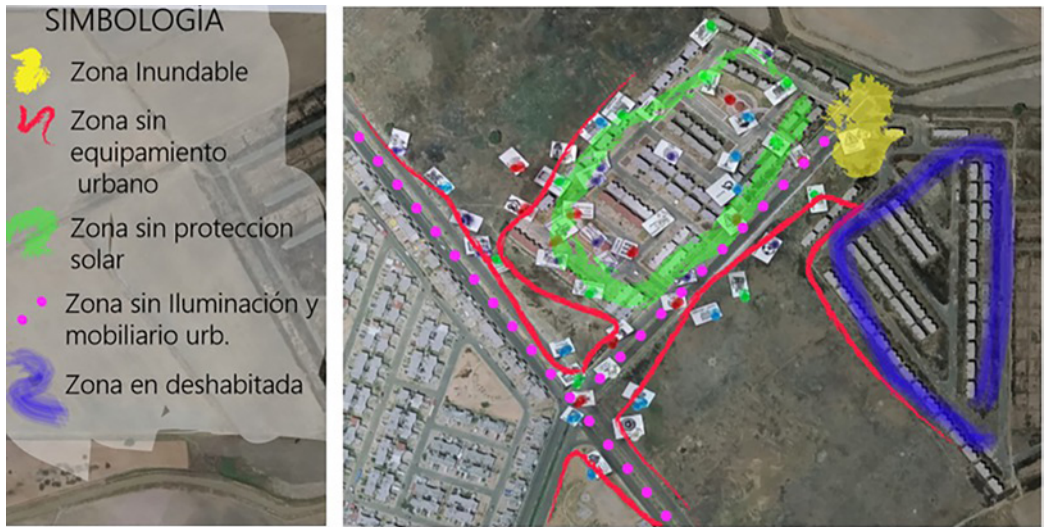 SIMBOLOGÍA
Zona Inundable
Zona sin
equipamiento
urbano
Zona sin proteccion
solar
Zona sin Iluminación y
mobiliario urb.
Zona en deshabitada